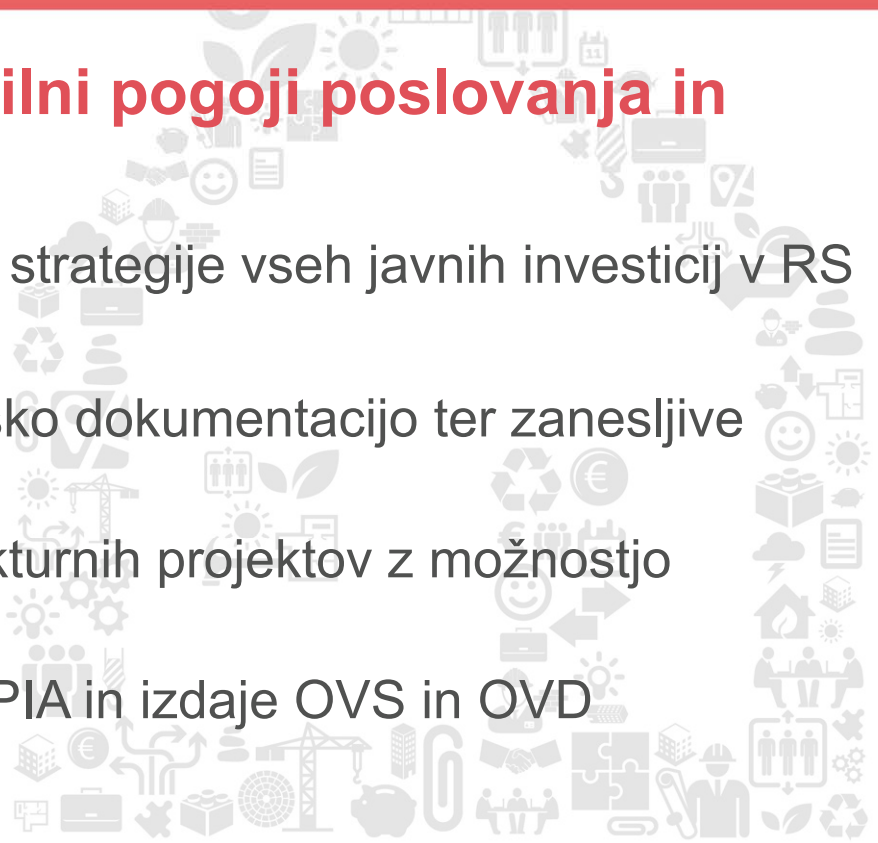 ilni pogoji poslovanja in
strategije vseh javnih investicij v RS
sko dokumentacijo ter zanesljive
kturnih projektov z možnostjo
PIA in izdaje OVS in OVD